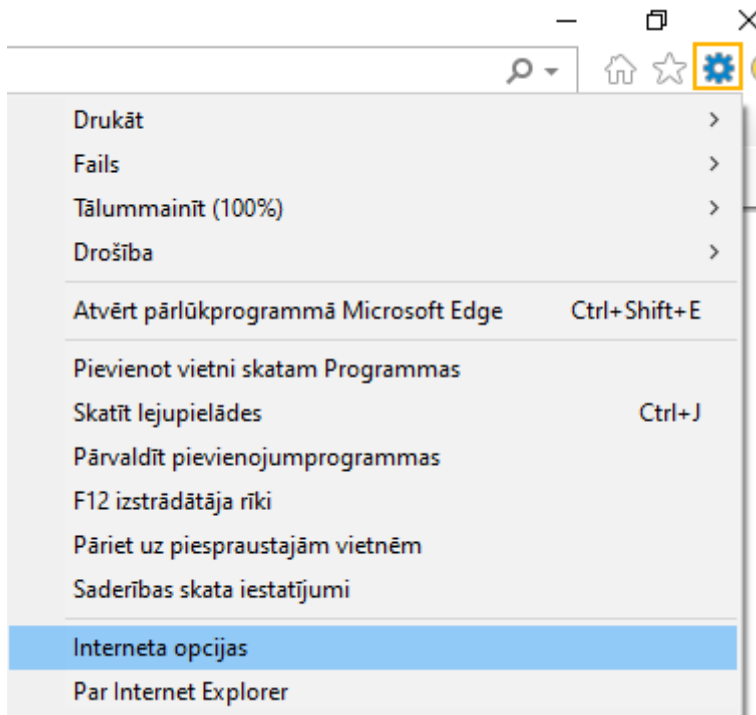 Drukāt
Fails
Tālummainīt (100%)
Drošība
Atvērt pārlūkprogrammā Microsoft Edge Ctrl+Shift+E
Pievienot vietni skatam Programmas
Skatīt lejupielādes Ctrl+J
Pārvaldīt pievienojumprogrammas
F12 izstrādātāja rīki
Pāriet uz piespraustajām vietnēm
Saderības skata iestatījumi
Interneta opcijas
Par Internet Explorer